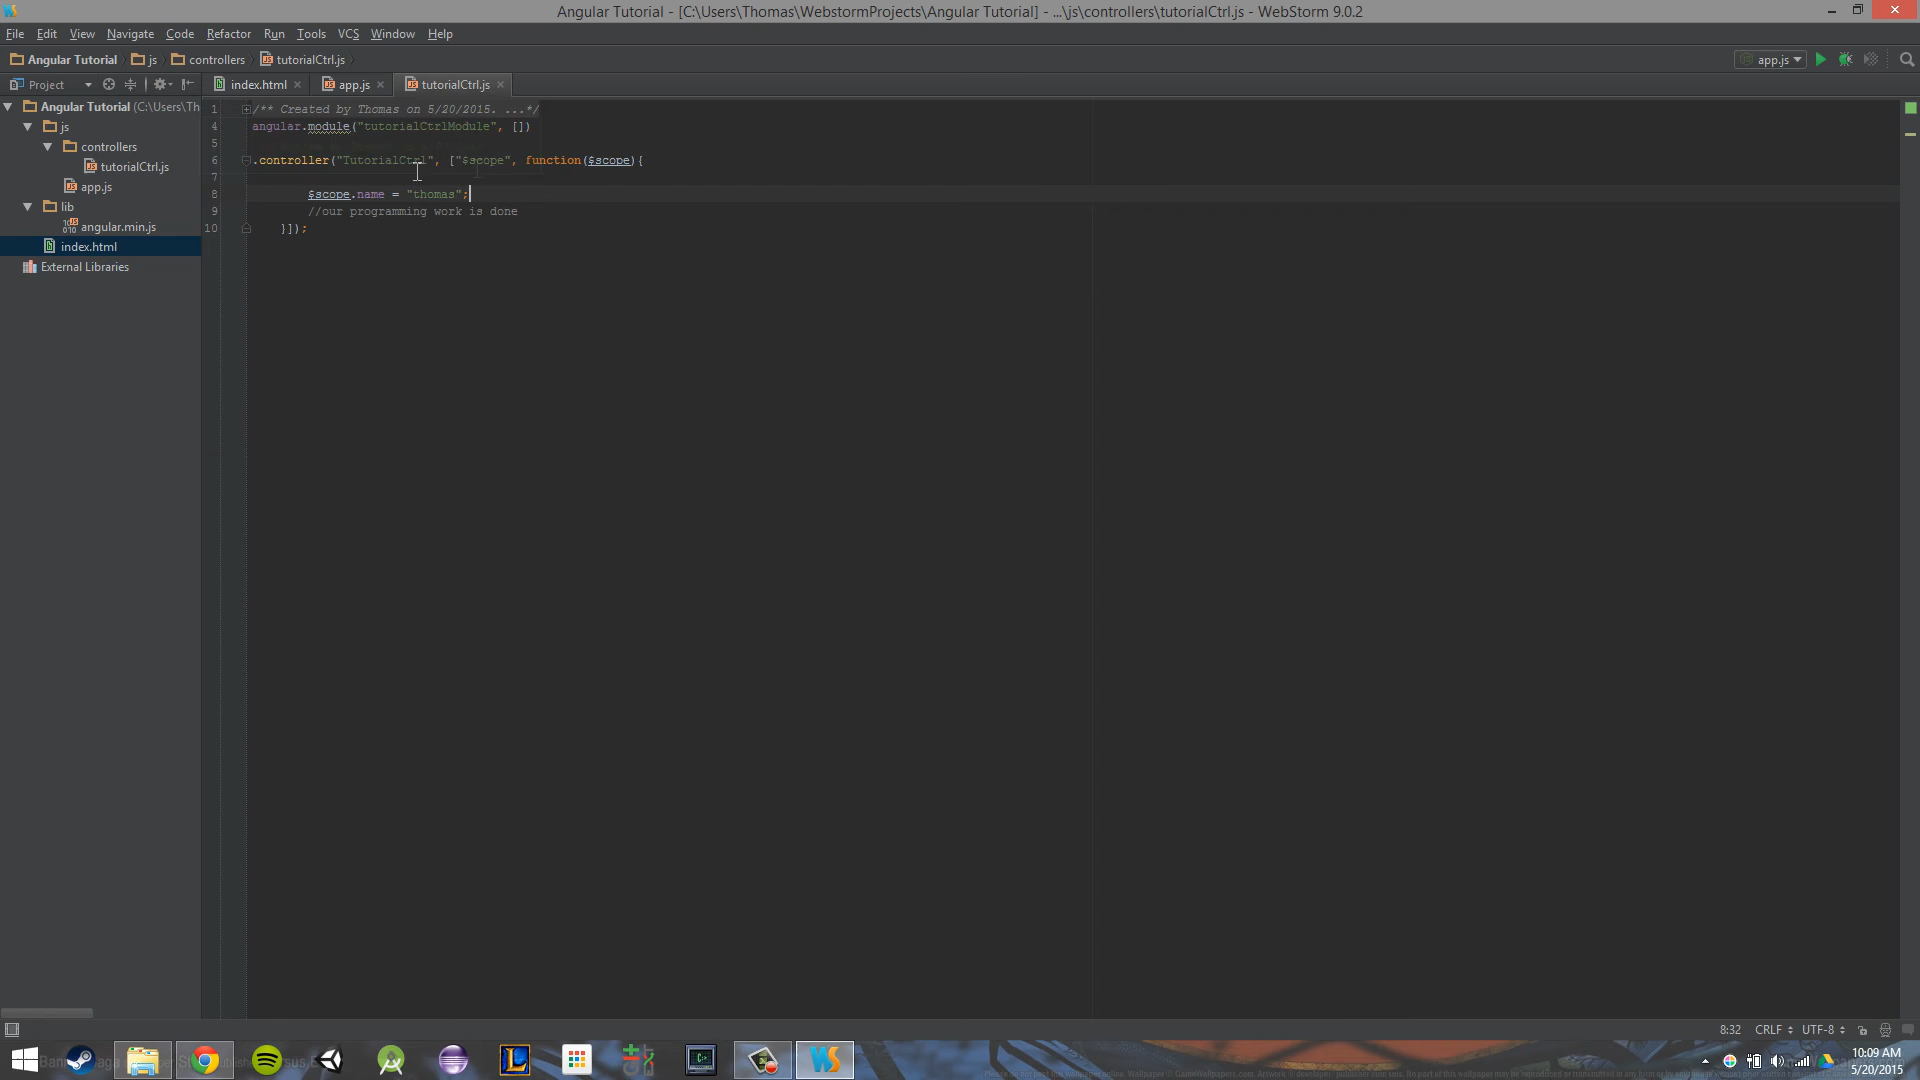 Angular Tutorial - [C:\Users\Thomas\WebstormProjects\Angular Tutorial] - ...\js\controllers\tutorialCtrl.js - WebStorm 9.0.2
File Edit View Navigate Code Refactor Run Tools VCS Window Help
Angular Tutorial js controllers tutorialCtrl.js app.js
Project index.html app.js tutorialCtrl.js
Angular Tutorial (C:\Users\Th
js
controllers
tutorialCtrl.js
app.js
lib
angular.min.js
index.html
External Libraries
1 /** Created by Thomas on 5/20/2015. ...*/
4 angular.module("tutorialCtrlModule", [])
5
6 .controller("TutorialCtrl", ["$scope", function($scope){
7
8 $scope.name = "thomas";
9 //our programming work is done
10 }]);
8:32 CRLF UTF-8
10:09 AM
5/20/2015